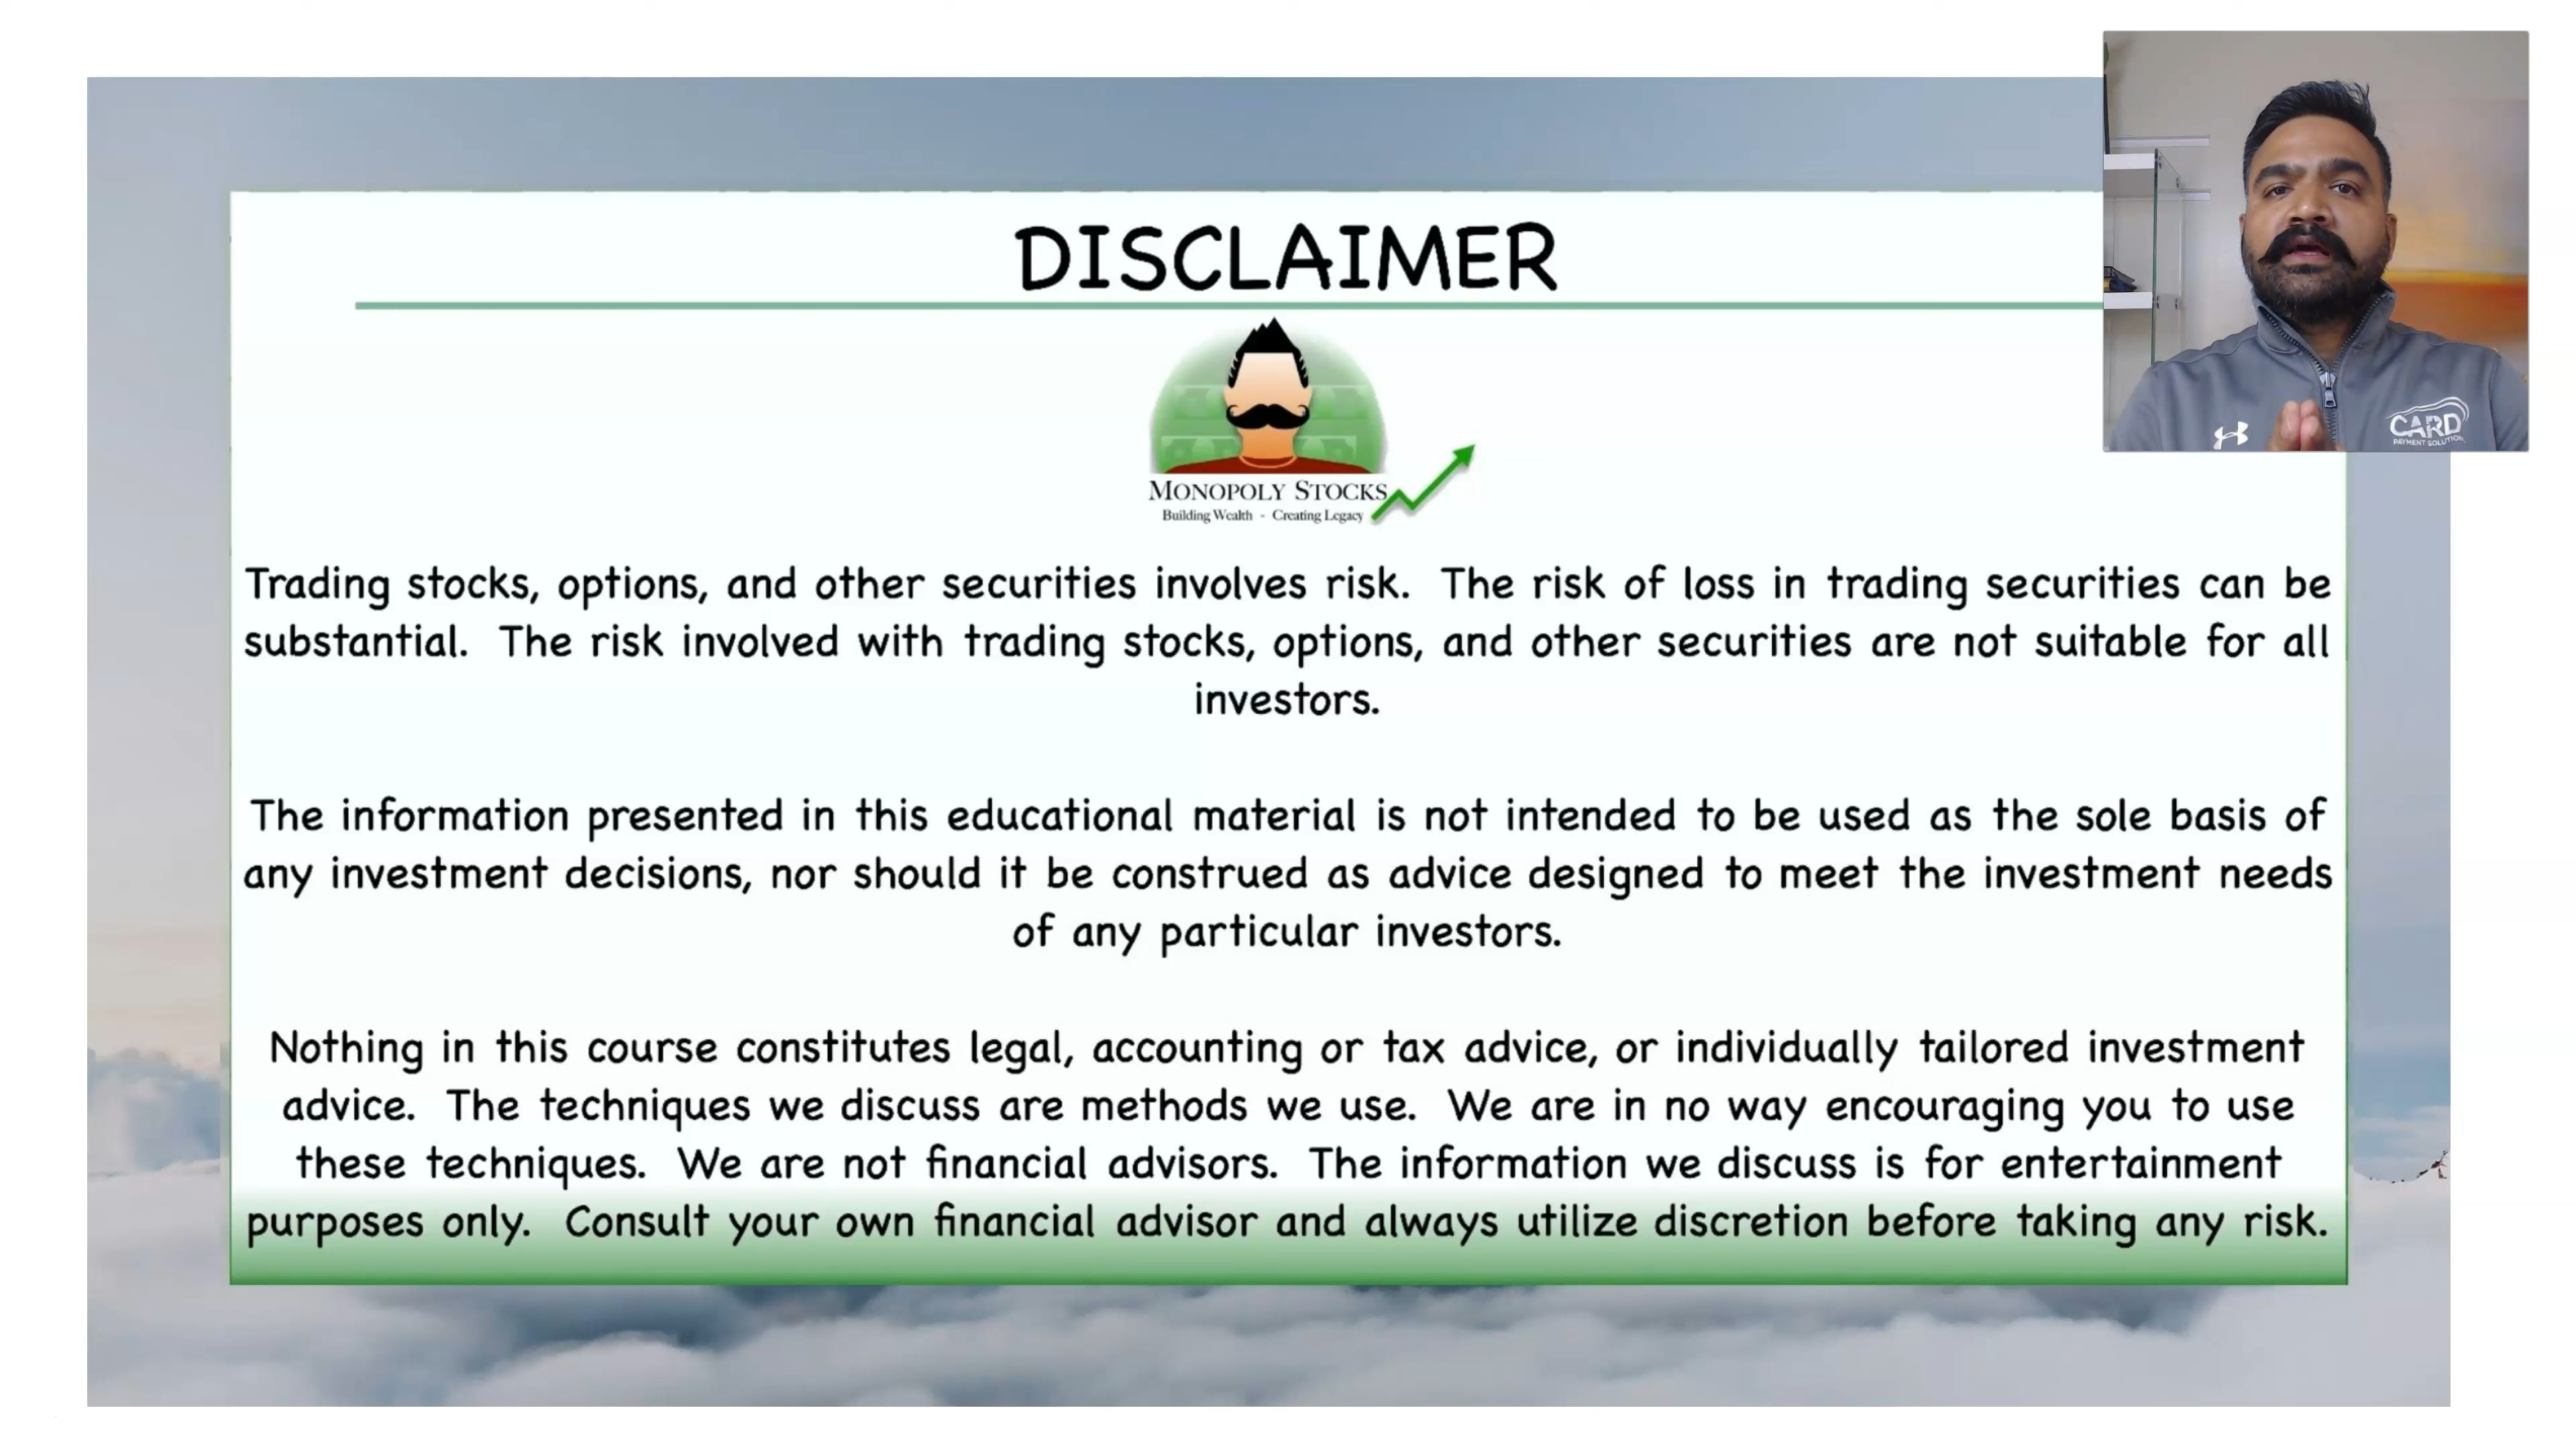 DISCLAIMER
MONOPOLY STOCKS
Building Wealth - Creating Legacy
CARD
PAYMENT SOLUTION
Trading stocks, options, and other securities involves risk. The risk of loss in trading securities can be
substantial. The risk involved with trading stocks, options, and other securities are not suitable for all
investors.
The information presented in this educational material is not intended to be used as the sole basis of
any investment decisions, nor should it be construed as advice designed to meet the investment needs
of any particular investors.
Nothing in this course constitutes legal, accounting or tax advice, or individually tailored investment
advice. The techniques we discuss are methods we use. We are in no way encouraging you to use
these techniques. We are not financial advisors. The information we discuss is for entertainment
purposes only. Consult your own financial advisor and always utilize discretion before taking any risk.